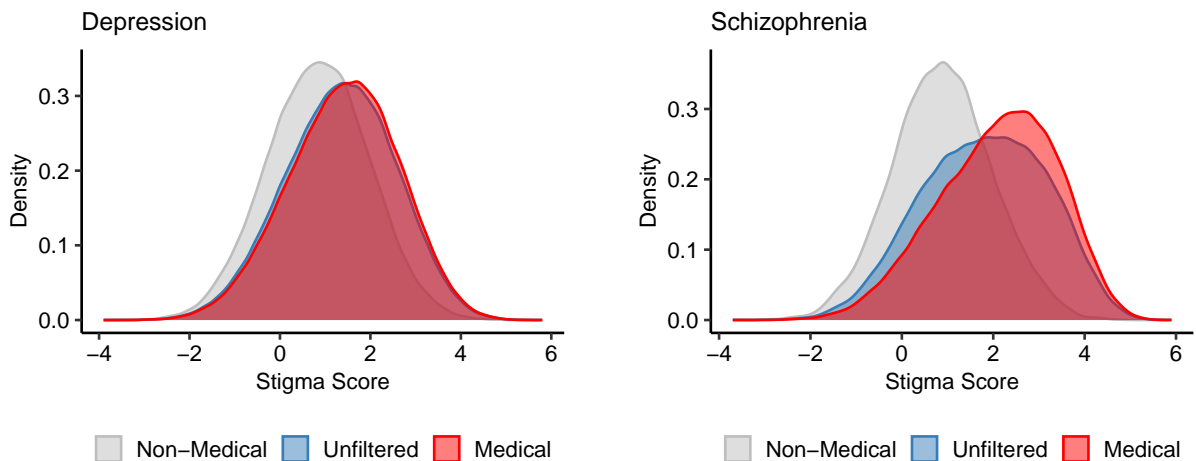 Depression
Density
0.0
0.1
0.2
0.3
−4
−2
0
2
4
6
Stigma Score
Non−Medical
Unfiltered
Medical
Schizophrenia
Density
0.0
0.1
0.2
0.3
−4
−2
0
2
4
6
Stigma Score
Non−Medical
Unfiltered
Medical